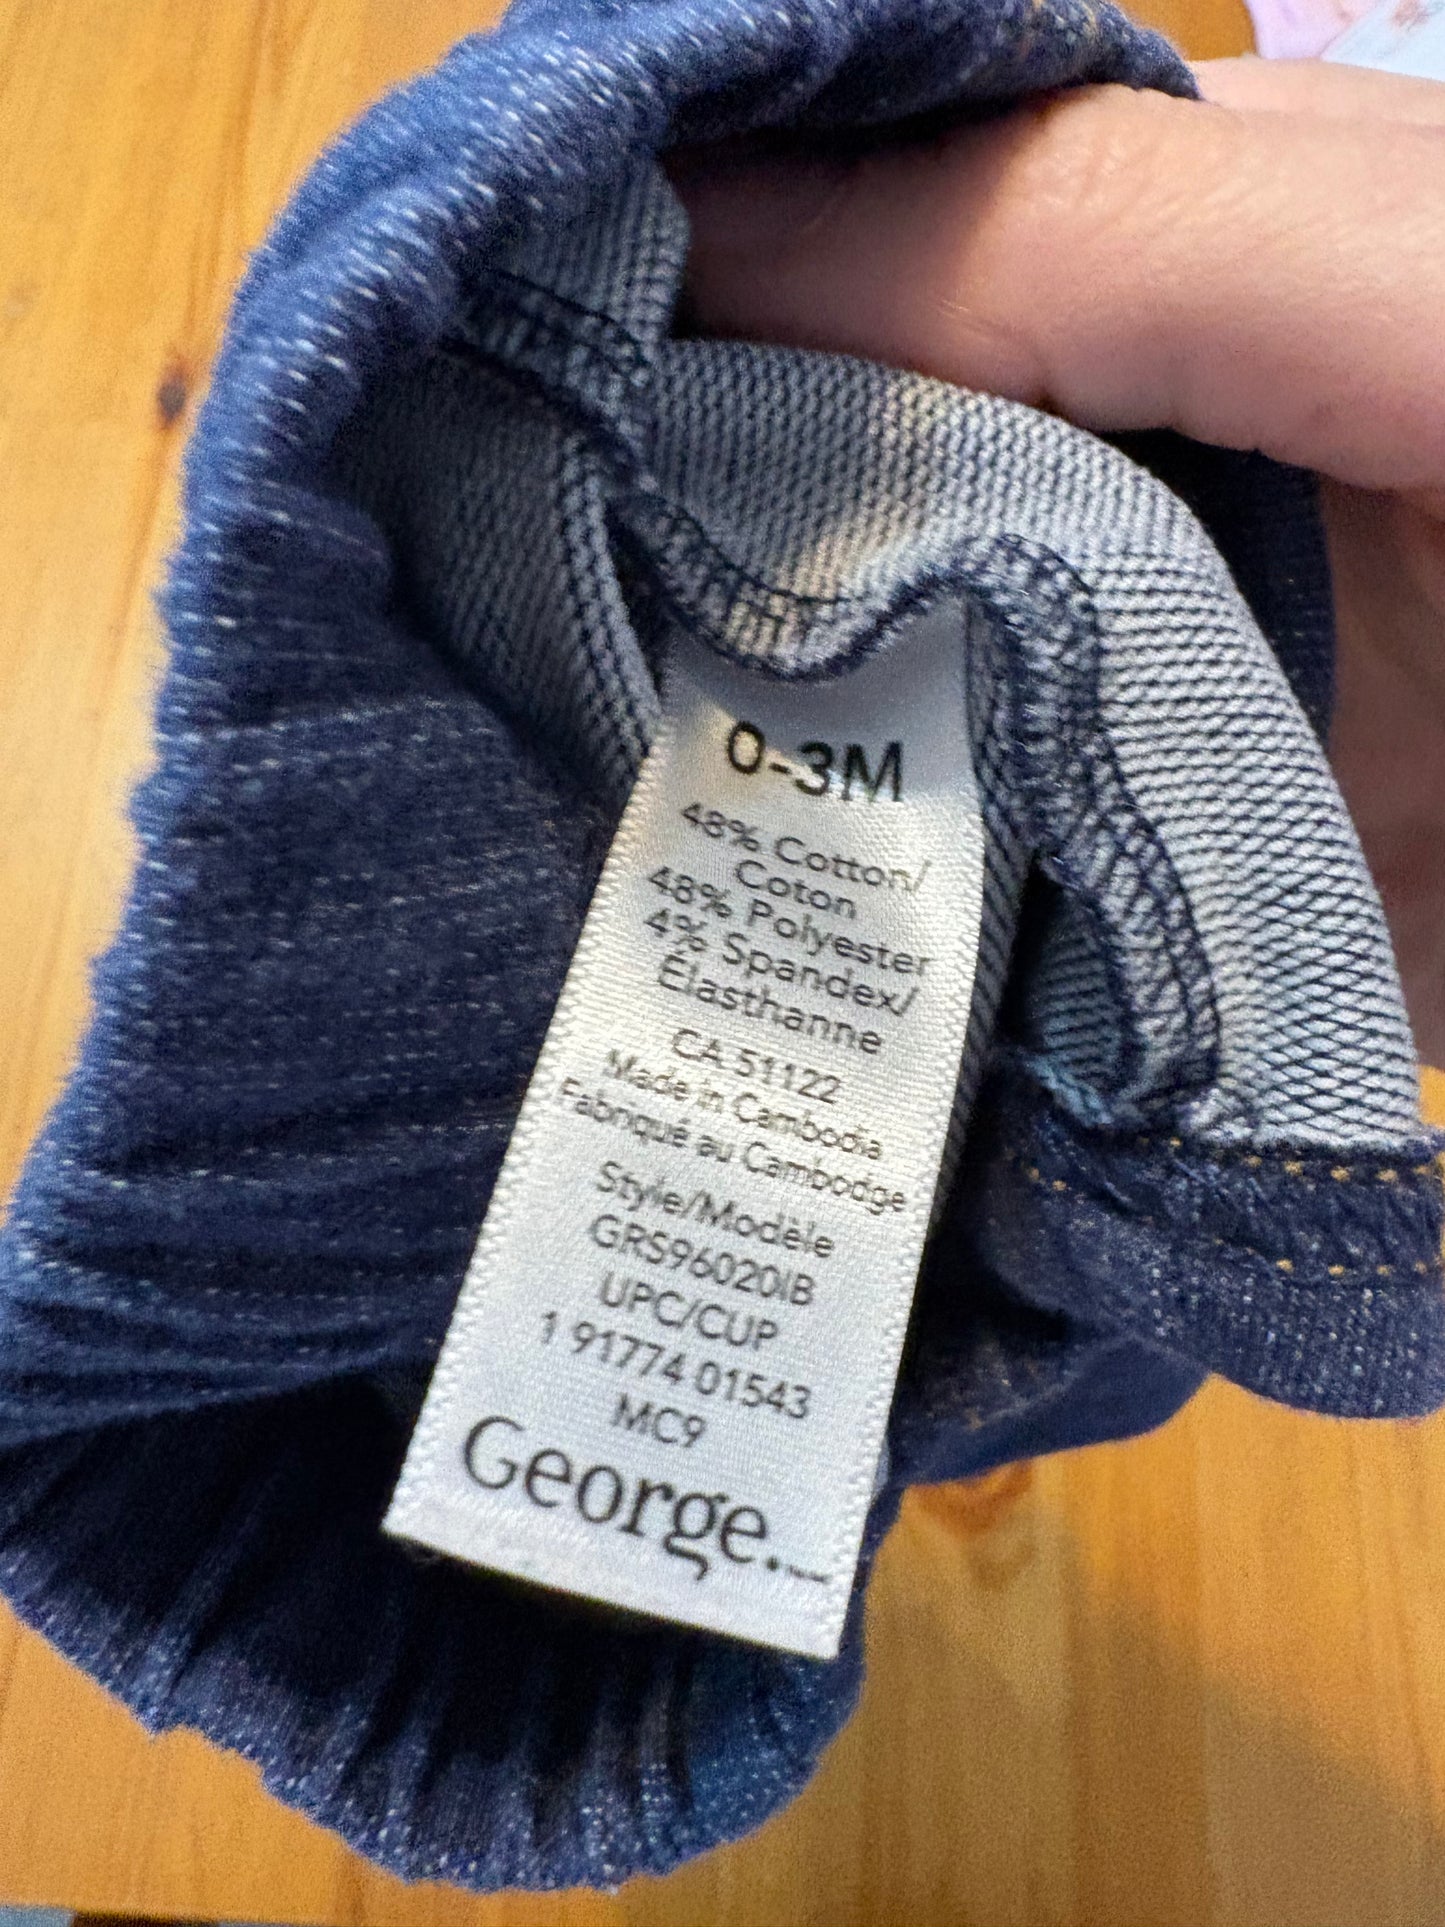 0-3M
48% Cotton/
Coton
48% Polyester
4% Spandex/
Élasthanne
CA 51122
Made in Cambodia
Fabriqué au Cambodge
Style/Modèle
GRS96020IB
UPC/CUP
1 91774 01543
MC9
George.